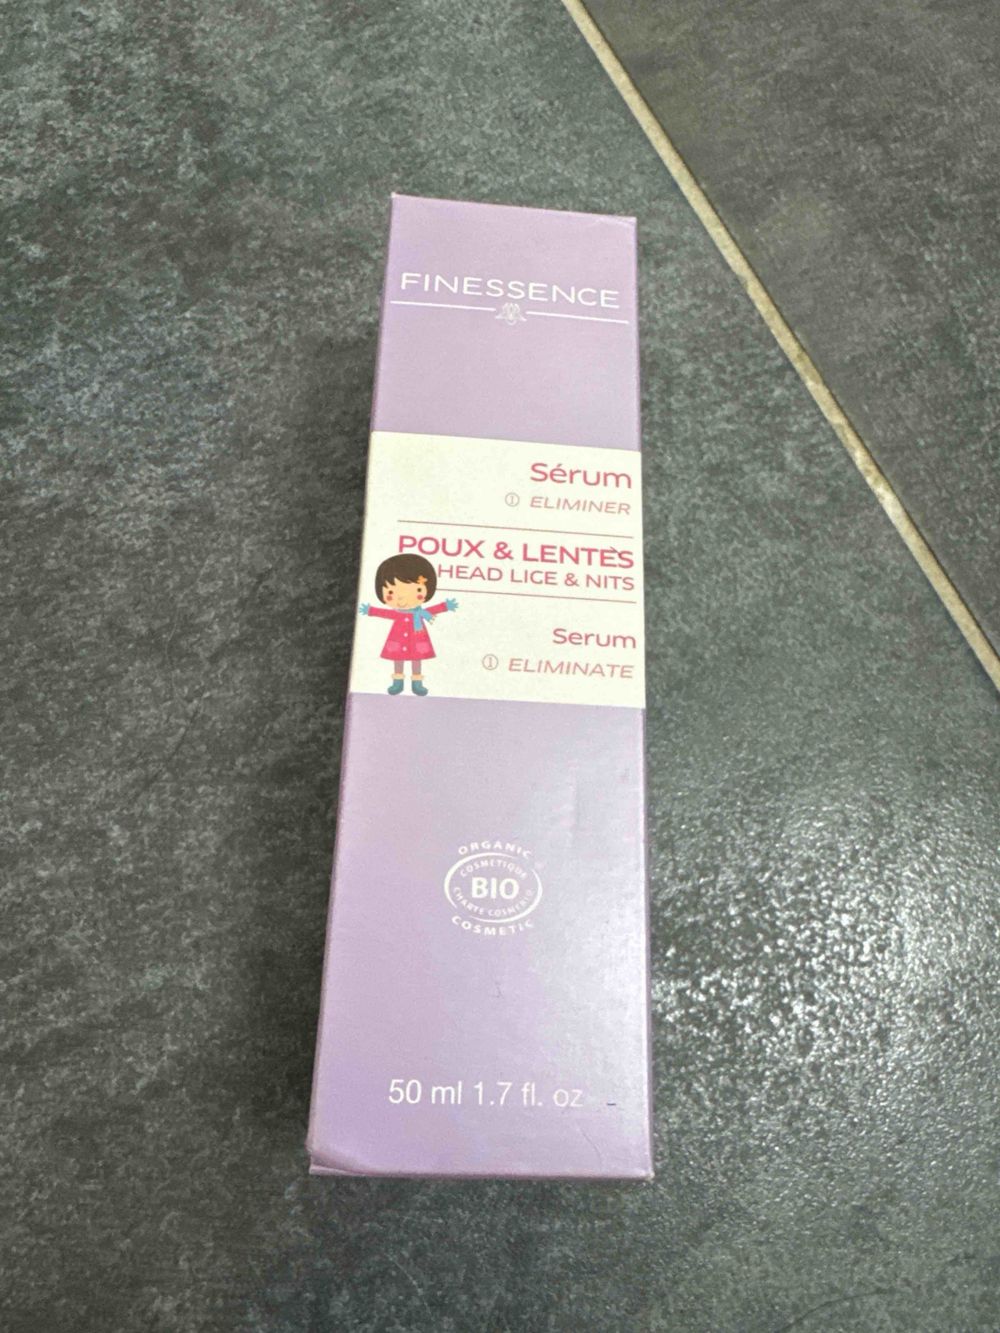 FINESSENCE
Sérum
① ELIMINER
POUX & LENTÈS
HEAD LICE & NITS
Serum
① ELIMINATE
ORGANIC
COSMETIQUE
BIO
CHARTE COSMEBIO
COSMETIC
50 ml 1.7 fl. oz